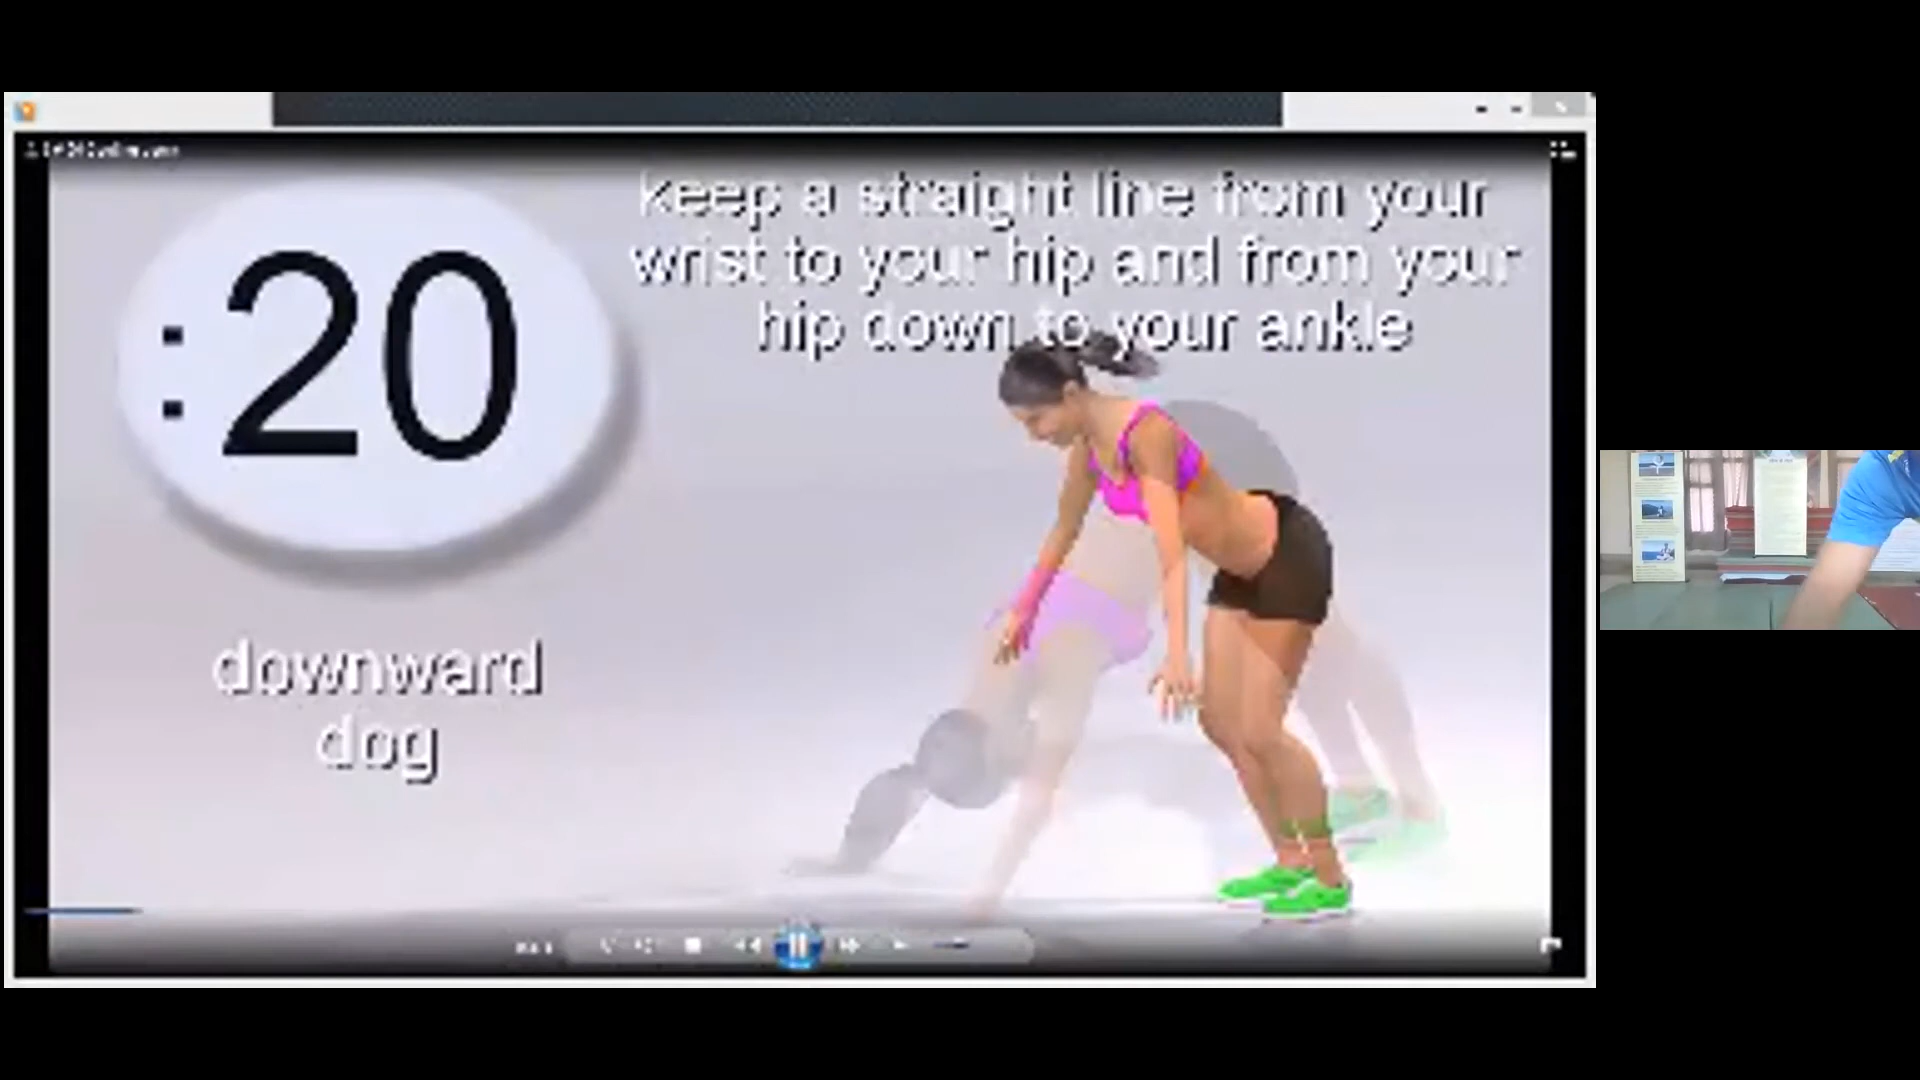 keep a straight line from your
wrist to your hip and from your
hip down to your ankle
:20
downward
dog